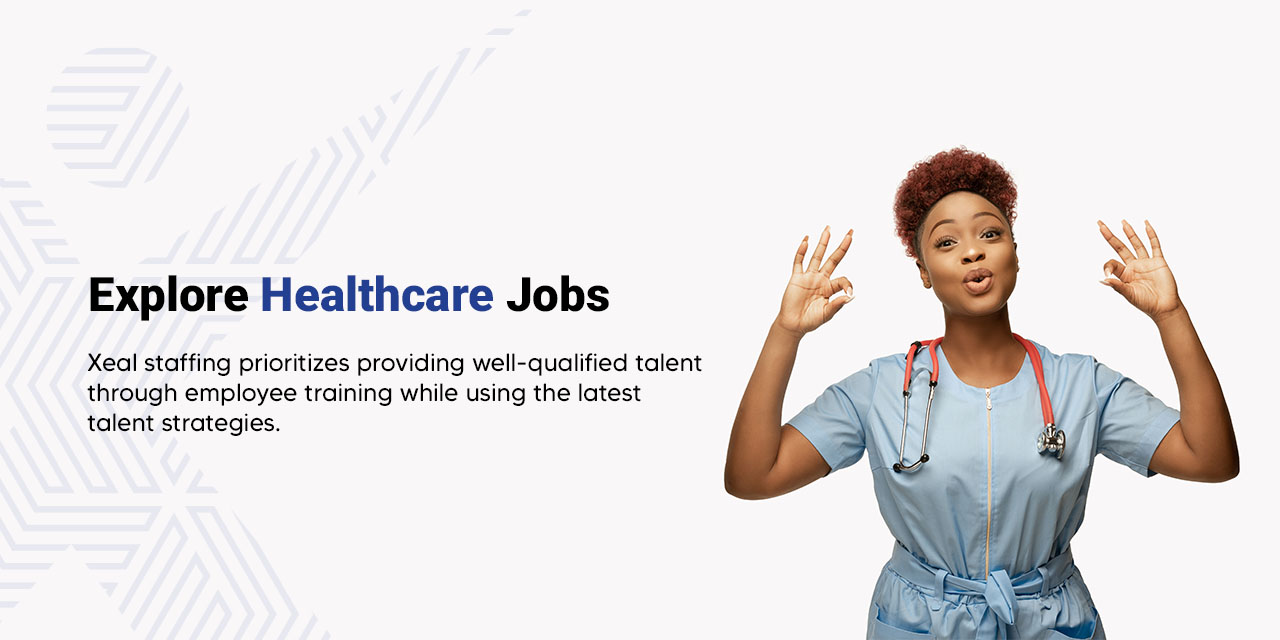 Explore Healthcare Jobs
Xeal staffing prioritizes providing well-qualified talent
through employee training while using the latest
talent strategies.